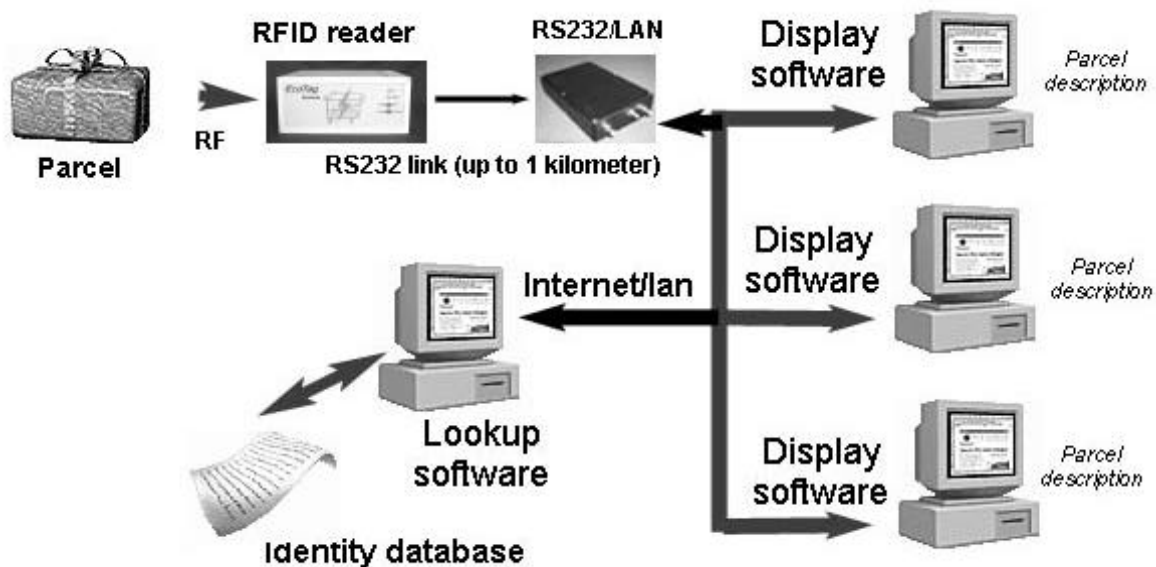 RFID reader
RS232/LAN
Display
software
Parcel
description
EcoTag
RF
Parcel
RS232 link (up to 1 kilometer)
Display
software
Parcel
description
Internet/lan
Lookup
software
Display
software
Parcel
description
Identity database